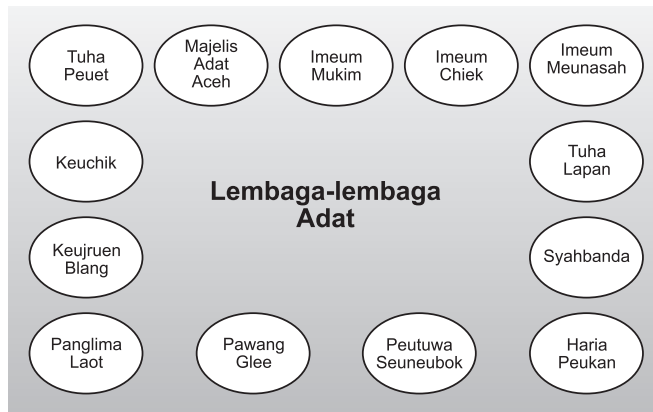 Tuha
Peuet
Majelis
Adat
Aceh
Imeum
Mukim
Imeum
Chiek
Imeum
Meunasah
Keuchik
Tuha
Lapan
Lembaga-lembaga
Adat
Keujruen
Blang
Syahbanda
Panglima
Laot
Pawang
Glee
Peutuwa
Seuneubok
Haria
Peukan